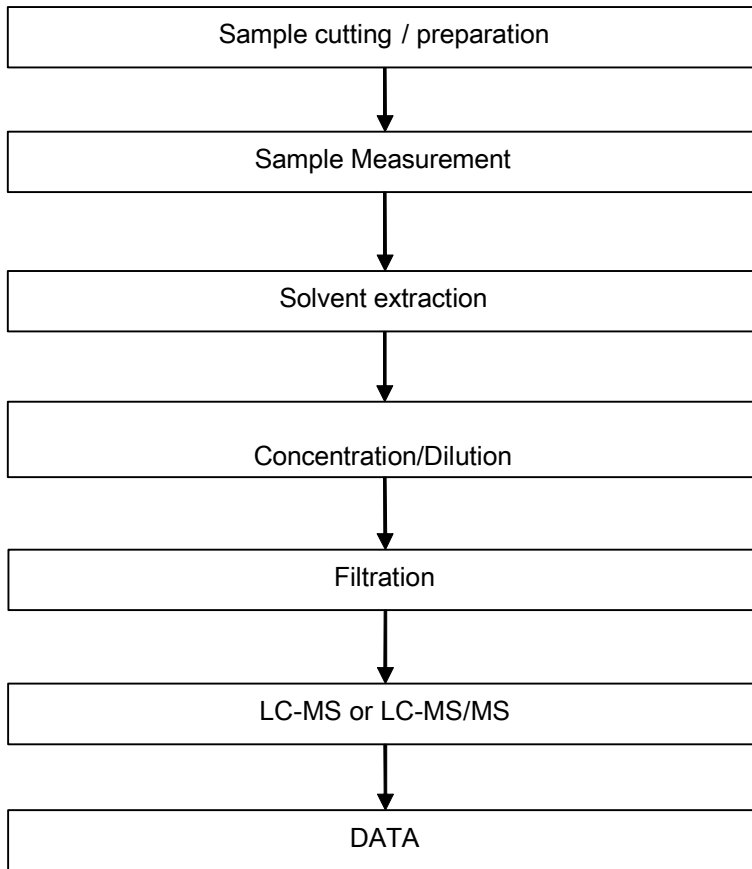 Sample cutting / preparation
Sample Measurement
Solvent extraction
Concentration/Dilution
Filtration
LC-MS or LC-MS/MS
DATA